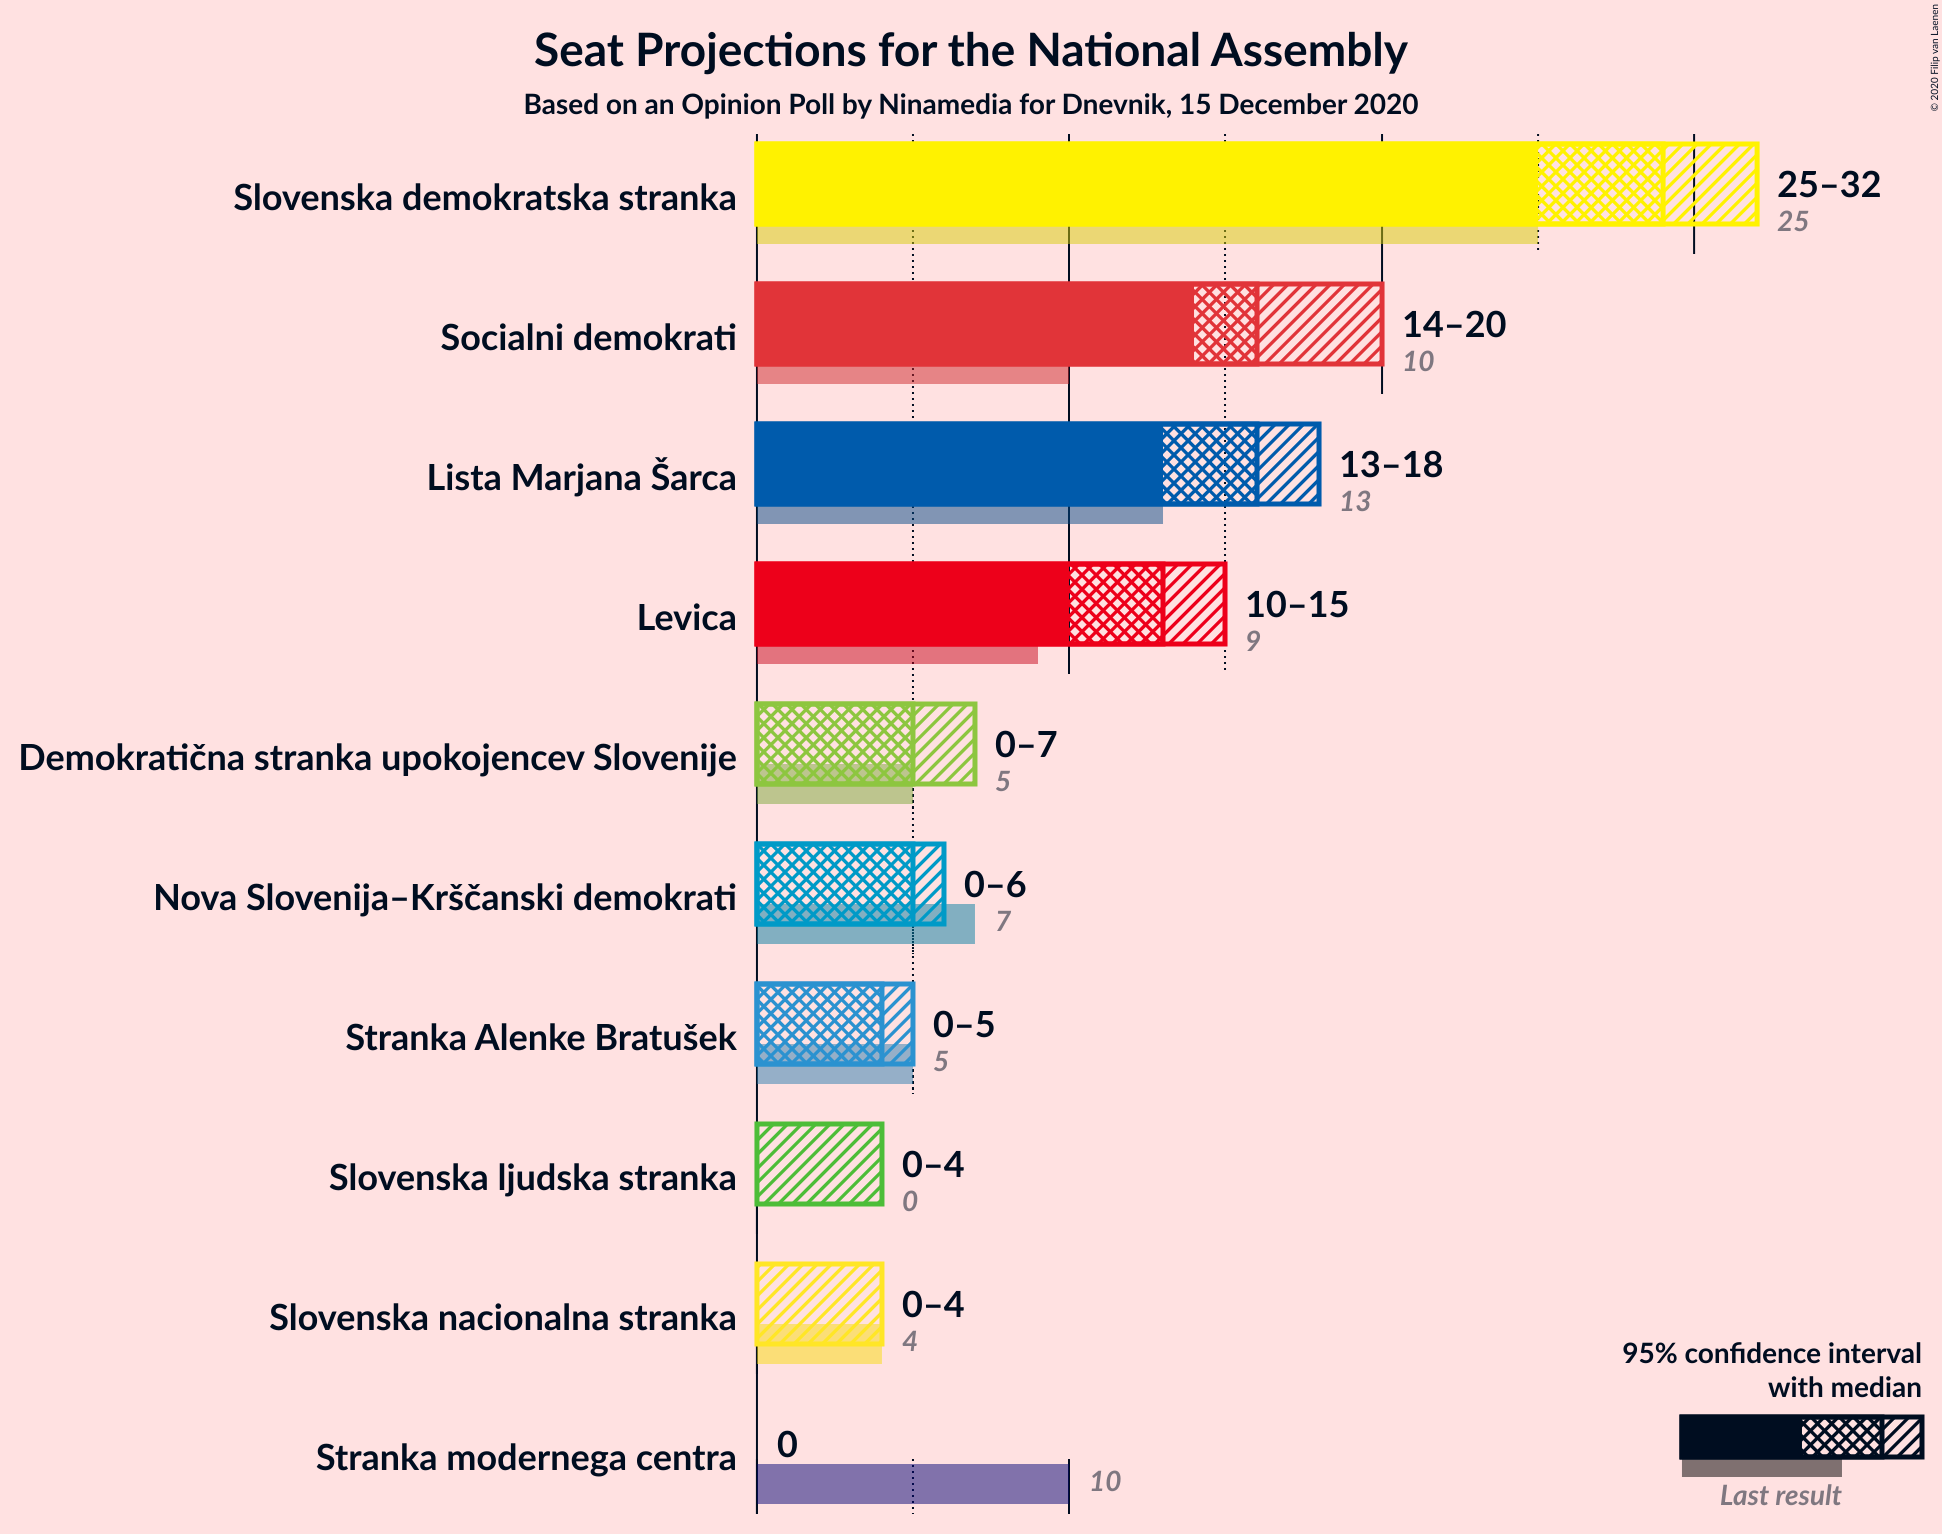 Seat Projections for the National Assembly
Based on an Opinion Poll by Ninamedia for Dnevnik, 15 December 2020
© 2020 Filip van Laenen
Slovenska demokratska stranka
25–32
25
Socialni demokrati
14–20
10
Lista Marjana Šarca
13–18
13
Levica
10–15
9
Demokratična stranka upokojencev Slovenije
0–7
5
Nova Slovenija–Krščanski demokrati
0–6
7
Stranka Alenke Bratušek
0–5
5
Slovenska ljudska stranka
0–4
0
Slovenska nacionalna stranka
0–4
4
Stranka modernega centra
0
10
95% confidence interval
with median
Last result